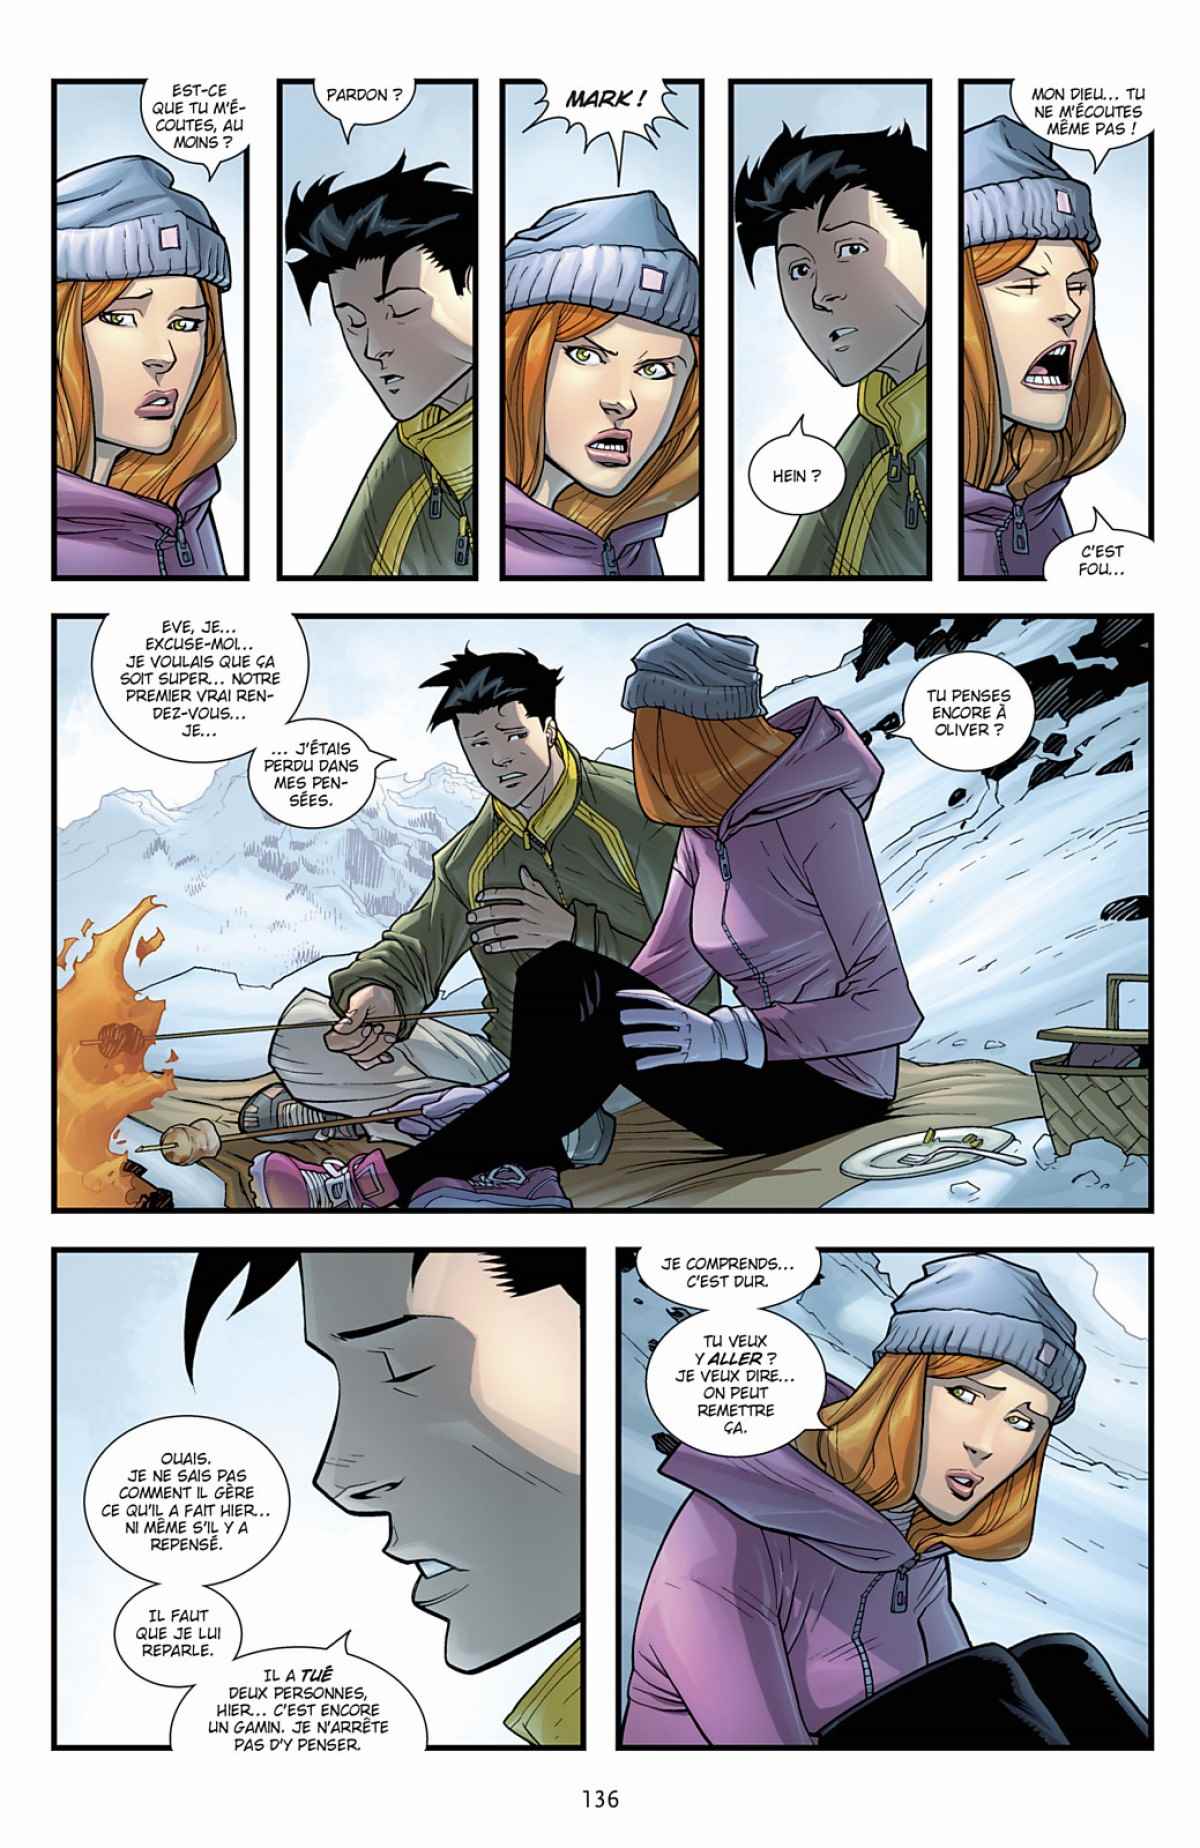 EST-CE
QUE TU M'É-
COUTES, AU
MOINS ?
PARDON ?
MARK !
HEIN ?
MON DIEU... TU
NE M'ÉCOUTES
MÊME PAS !
C'EST
FOU...
EVE, JE...
EXCUSE-MOI...
JE VOULAIS QUE ÇA
SOIT SUPER... NOTRE
PREMIER VRAI REN-
DEZ-VOUS...
JE...
... J'ÉTAIS
PERDU DANS
MES PEN-
SÉES.
TU PENSES
ENCORE À
OLIVER ?
OUAIS.
JE NE SAIS PAS
COMMENT IL GÈRE
CE QU'IL A FAIT HIER...
NI MÊME S'IL Y A
REPENSÉ.
IL FAUT
QUE JE LUI
REPARLE.
IL A TUÉ
DEUX PERSONNES,
HIER... C'EST ENCORE
UN GAMIN. JE N'ARRÊTE
PAS D'Y PENSER.
JE COMPRENDS...
C'EST DUR.
TU VEUX
Y ALLER ?
JE VEUX DIRE...
ON PEUT
REMETTRE
ÇA.
136